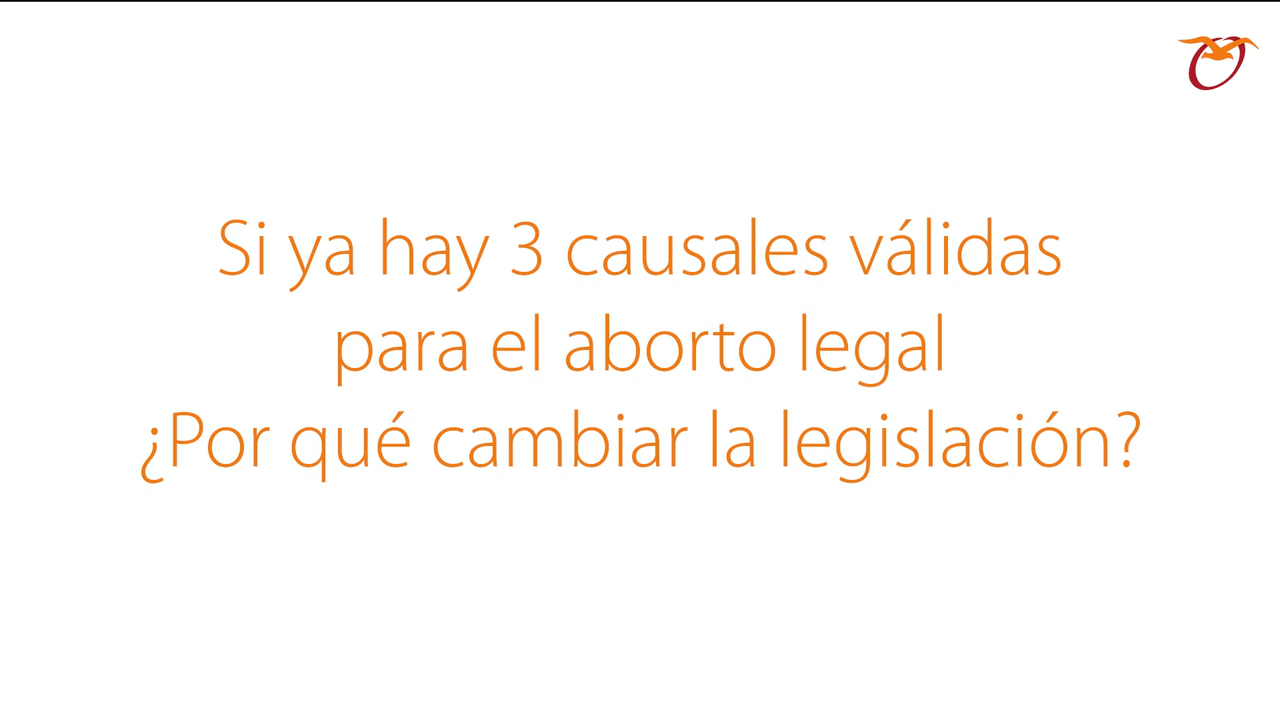 Si ya hay 3 causales válidas
para el aborto legal
¿Por qué cambiar la legislación?